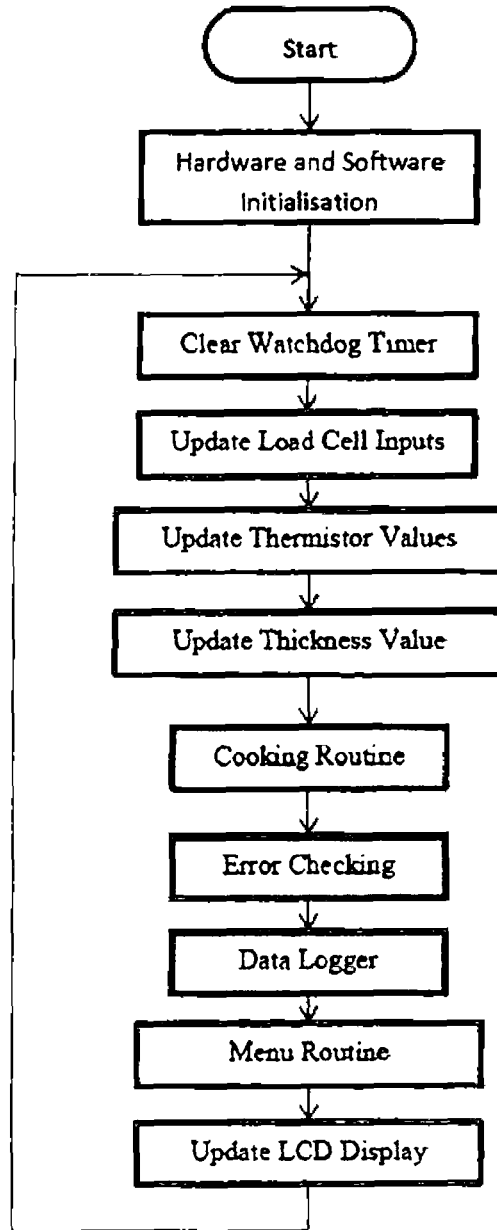 Start
Hardware and Software
Initialisation
Clear Watchdog Timer
Update Load Cell Inputs
Update Thermistor Values
Update Thickness Value
Cooking Routine
Error Checking
Data Logger
Menu Routine
Update LCD Display